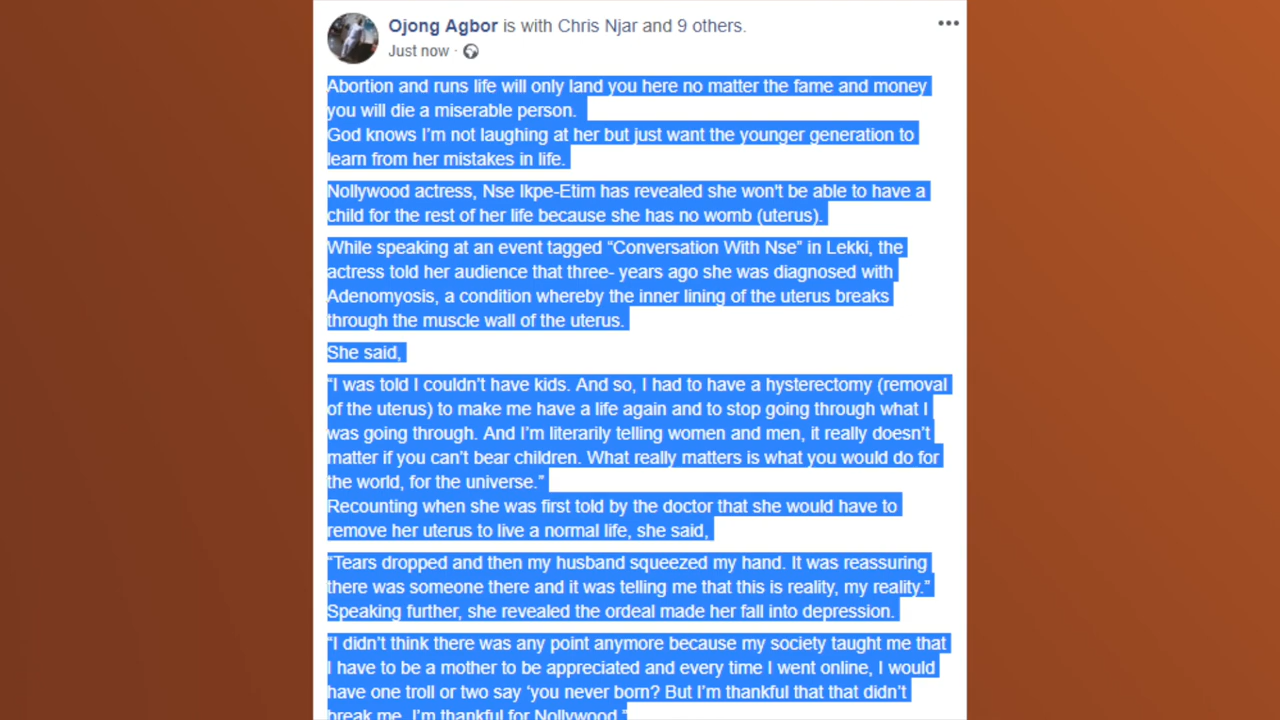 Ojong Agbor is with Chris Njar and 9 others.
Just now ·
Abortion and runs life will only land you here no matter the fame and money
you will die a miserable person.
God knows I'm not laughing at her but just want the younger generation to
learn from her mistakes in life.
Nollywood actress, Nse Ikpe-Etim has revealed she won't be able to have a
child for the rest of her life because she has no womb (uterus).
While speaking at an event tagged “Conversation With Nse” in Lekki, the
actress told her audience that three- years ago she was diagnosed with
Adenomyosis, a condition whereby the inner lining of the uterus breaks
through the muscle wall of the uterus.
She said,
“I was told I couldn't have kids. And so, I had to have a hysterectomy (removal
of the uterus) to make me have a life again and to stop going through what I
was going through. And I'm literarily telling women and men, it really doesn't
matter if you can't bear children. What really matters is what you would do for
the world, for the universe.”
Recounting when she was first told by the doctor that she would have to
remove her uterus to live a normal life, she said,
“Tears dropped and then my husband squeezed my hand. It was reassuring
there was someone there and it was telling me that this is reality, my reality.”
Speaking further, she revealed the ordeal made her fall into depression.
“I didn't think there was any point anymore because my society taught me that
I have to be a mother to be appreciated and every time I went online, I would
have one troll or two say ‘you never born? But I'm thankful that that didn't
break me. I'm thankful for Nollywood.”